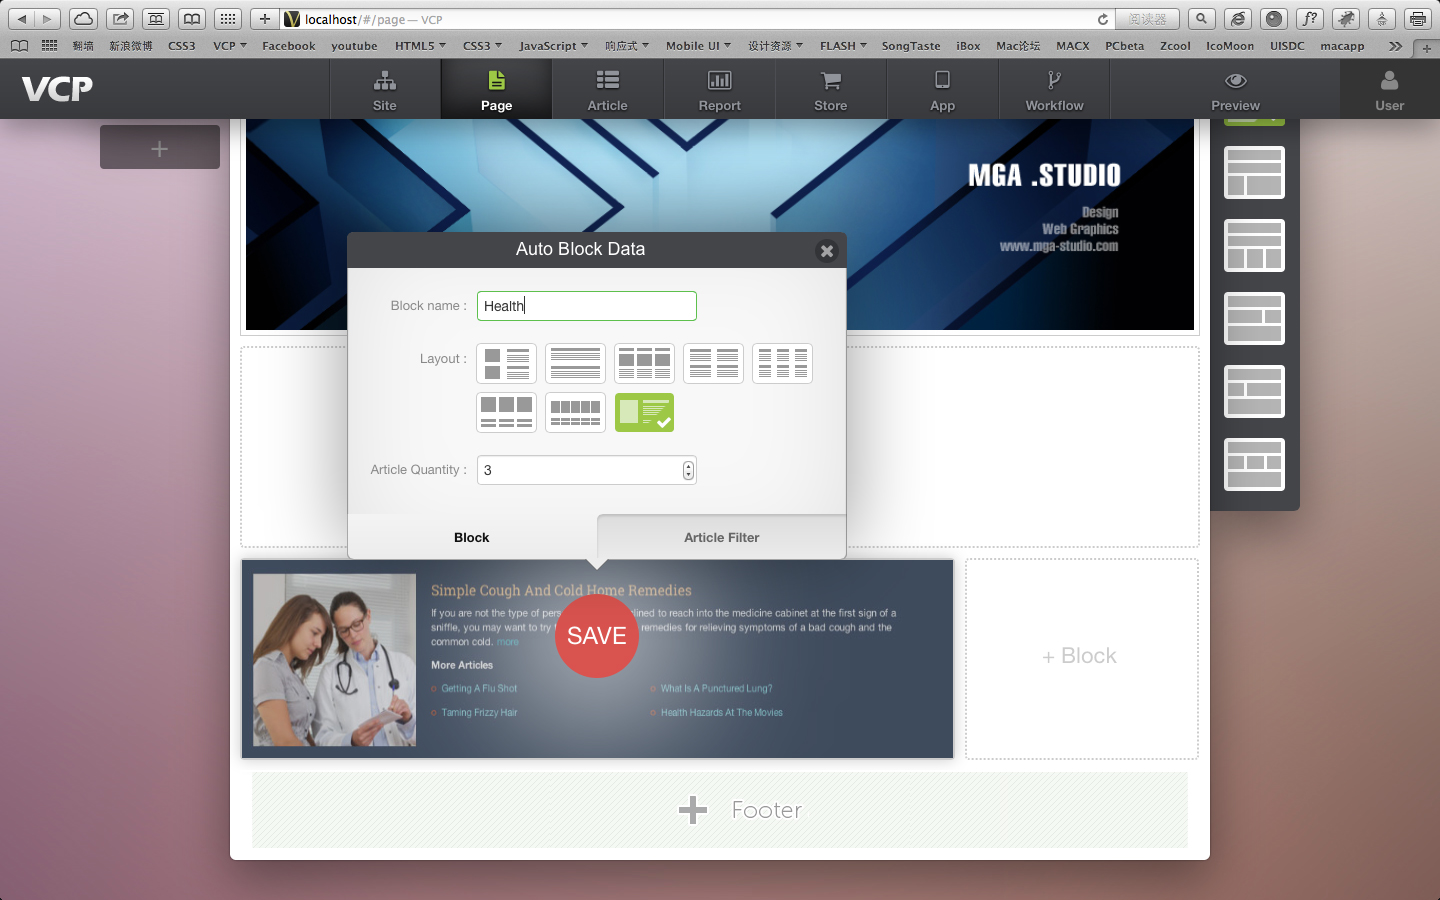 localhost/#/page — VCP
阅读器
翻墙 新浪微博 CSS3 VCP Facebook youtube HTML5 CSS3 JavaScript 响应式 Mobile UI 设计资源 FLASH SongTaste iBox Mac论坛 MACX PCbeta Zcool IcoMoon UISDC macapp
VCP
Site Page Article Report Store App Workflow Preview User
MGA .STUDIO
Design
Web Graphics
www.mga-studio.com
Auto Block Data
Block name : Health
Layout :
Article Quantity : 3
Block Article Filter
Simple Cough And Cold Home Remedies
If you are not the type of pers lined to reach into the medicine cabinet at the first sign of a
sniffle, you may want to try remedies for relieving symptoms of a bad cough and the
common cold. more
SAVE
More Articles
Getting A Flu Shot What Is A Punctured Lung?
Taming Frizzy Hair Health Hazards At The Movies
+ Block
Footer